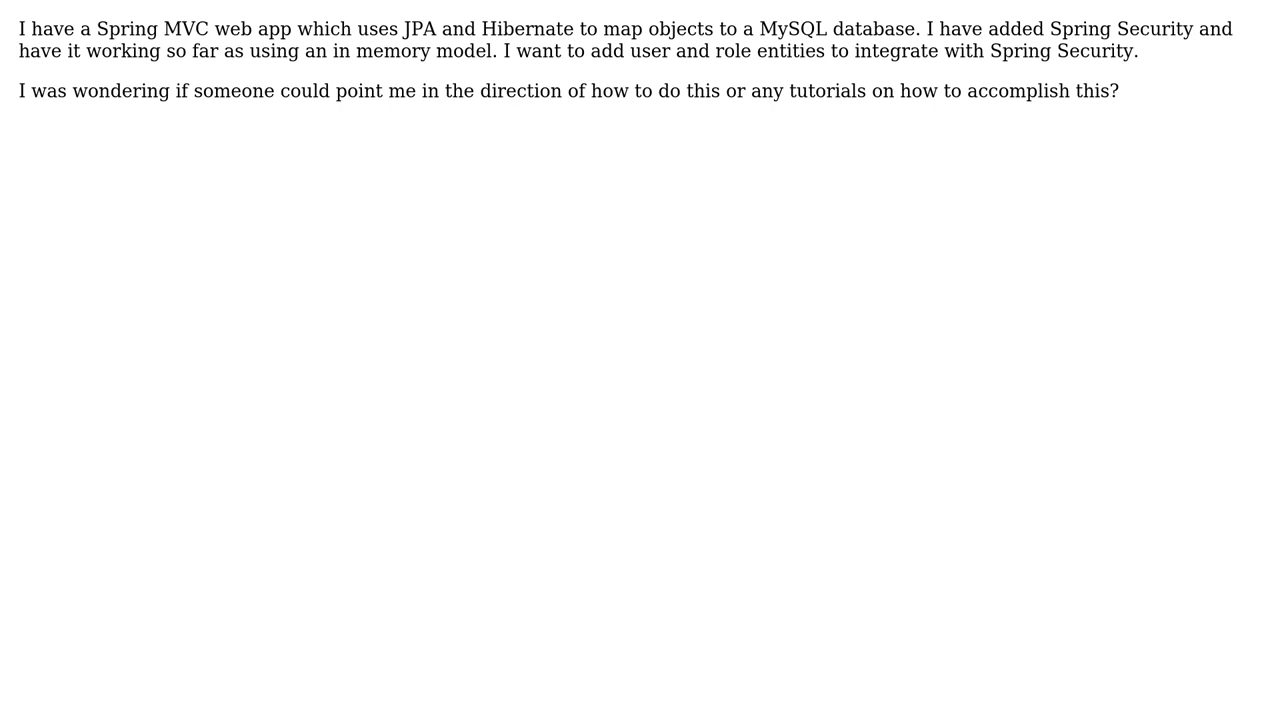 I have a Spring MVC web app which uses JPA and Hibernate to map objects to a MySQL database. I have added Spring Security and
have it working so far as using an in memory model. I want to add user and role entities to integrate with Spring Security.
I was wondering if someone could point me in the direction of how to do this or any tutorials on how to accomplish this?